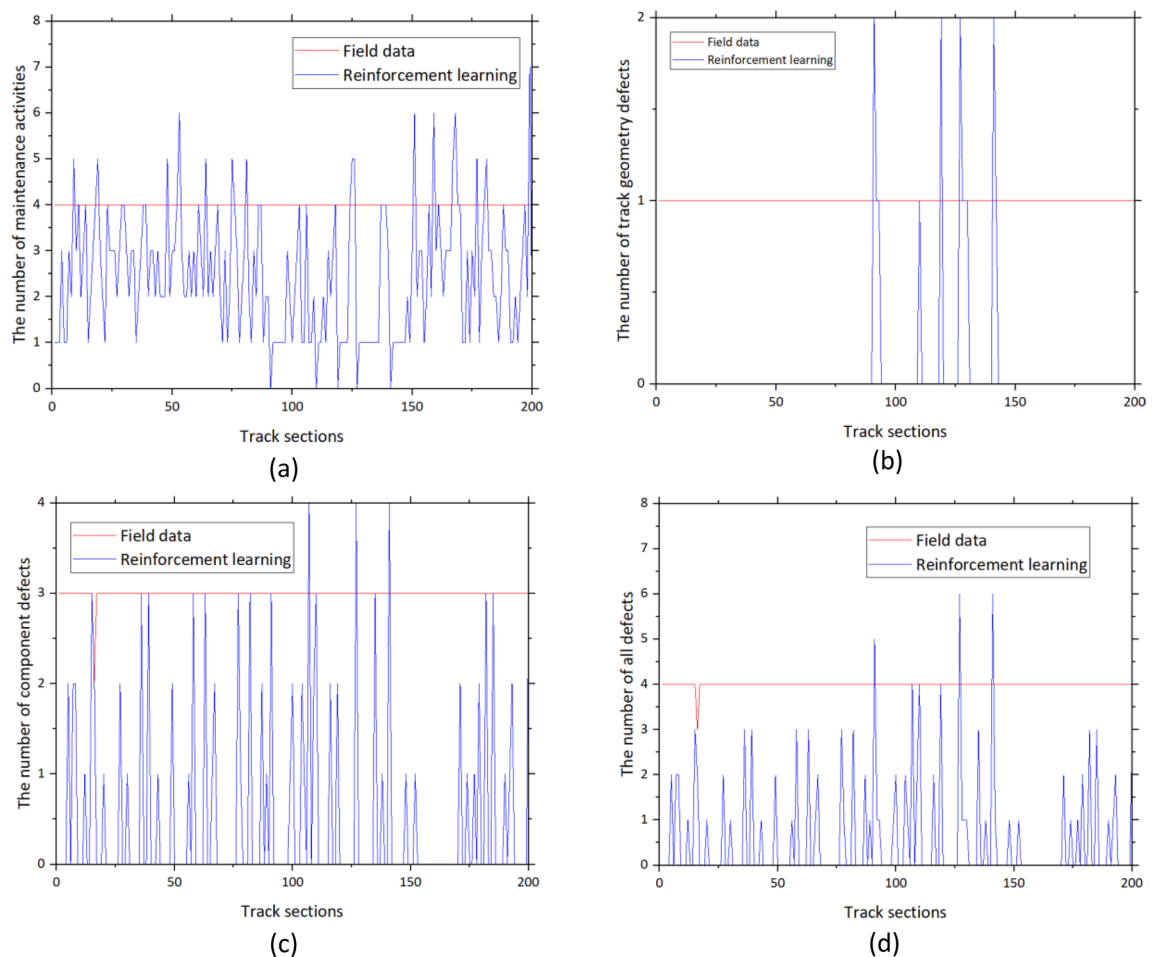 8
7
6
5
4
3
2
1
0
The number of maintenance activities
Field data
Reinforcement learning
0
50
100
150
200
Track sections
(a)
2
1
0
The number of track geometry defects
Field data
Reinforcement learning
0
50
100
150
200
Track sections
(b)
4
3
2
1
0
The number of component defects
Field data
Reinforcement learning
0
50
100
150
200
Track sections
(c)
8
7
6
5
4
3
2
1
0
The number of all defects
Field data
Reinforcement learning
0
50
100
150
200
Track sections
(d)